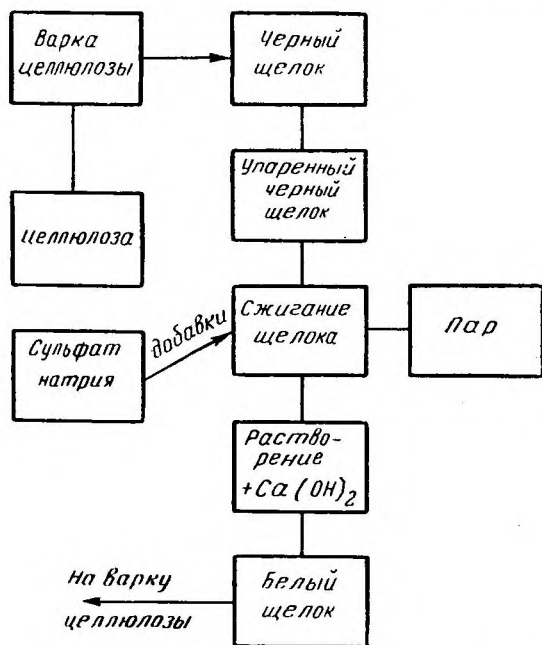 Варка
целлюлозы
Черный
щелок
Упаренный
черный
щелок
целлюлоза
Сжигание
щелока
Пар
добавки
Сульфат
натрия
Раство-
рение
+Ca(OH)₂
Белый
щелок
на варку
целлюлозы